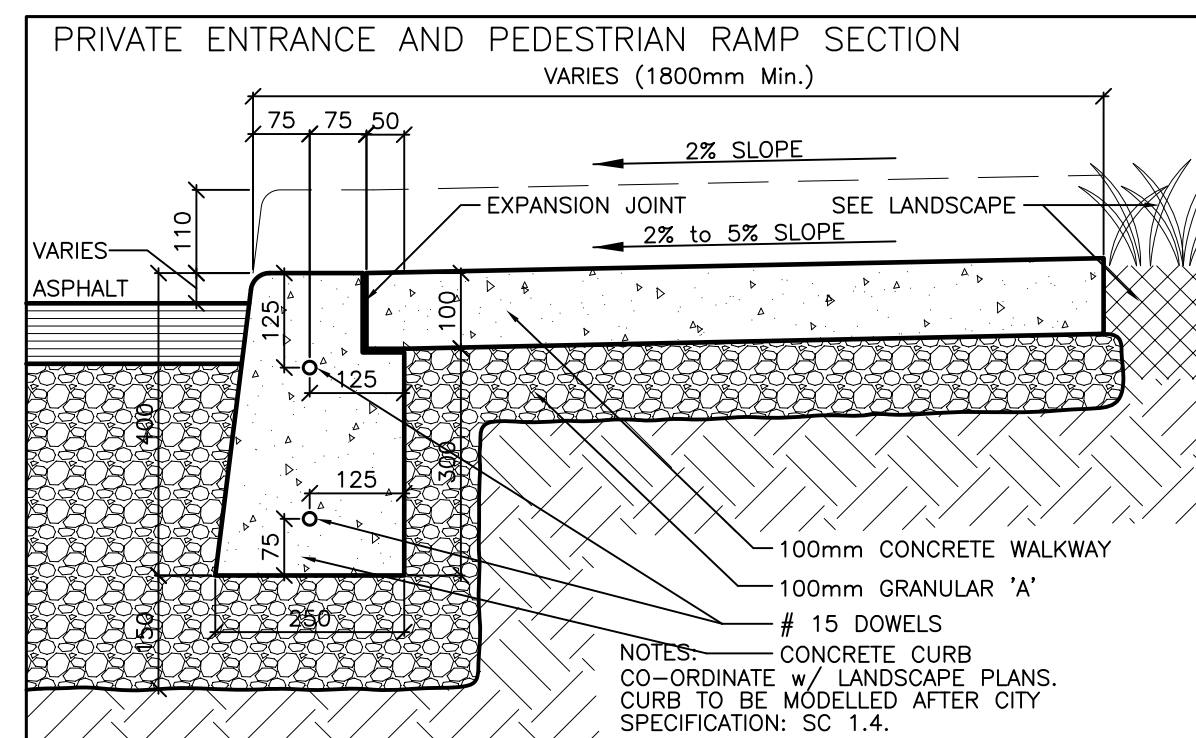 PRIVATE ENTRANCE AND PEDESTRIAN RAMP SECTION
VARIES (1800mm Min.)
75 75 50
2% SLOPE
EXPANSION JOINT
SEE LANDSCAPE
110
2% to 5% SLOPE
VARIES
ASPHALT
125
100
125
400
300
125
75
250
150
100mm CONCRETE WALKWAY
100mm GRANULAR 'A'
# 15 DOWELS
CONCRETE CURB
NOTES:
CO-ORDINATE w/ LANDSCAPE PLANS.
CURB TO BE MODELLED AFTER CITY
SPECIFICATION: SC 1.4.